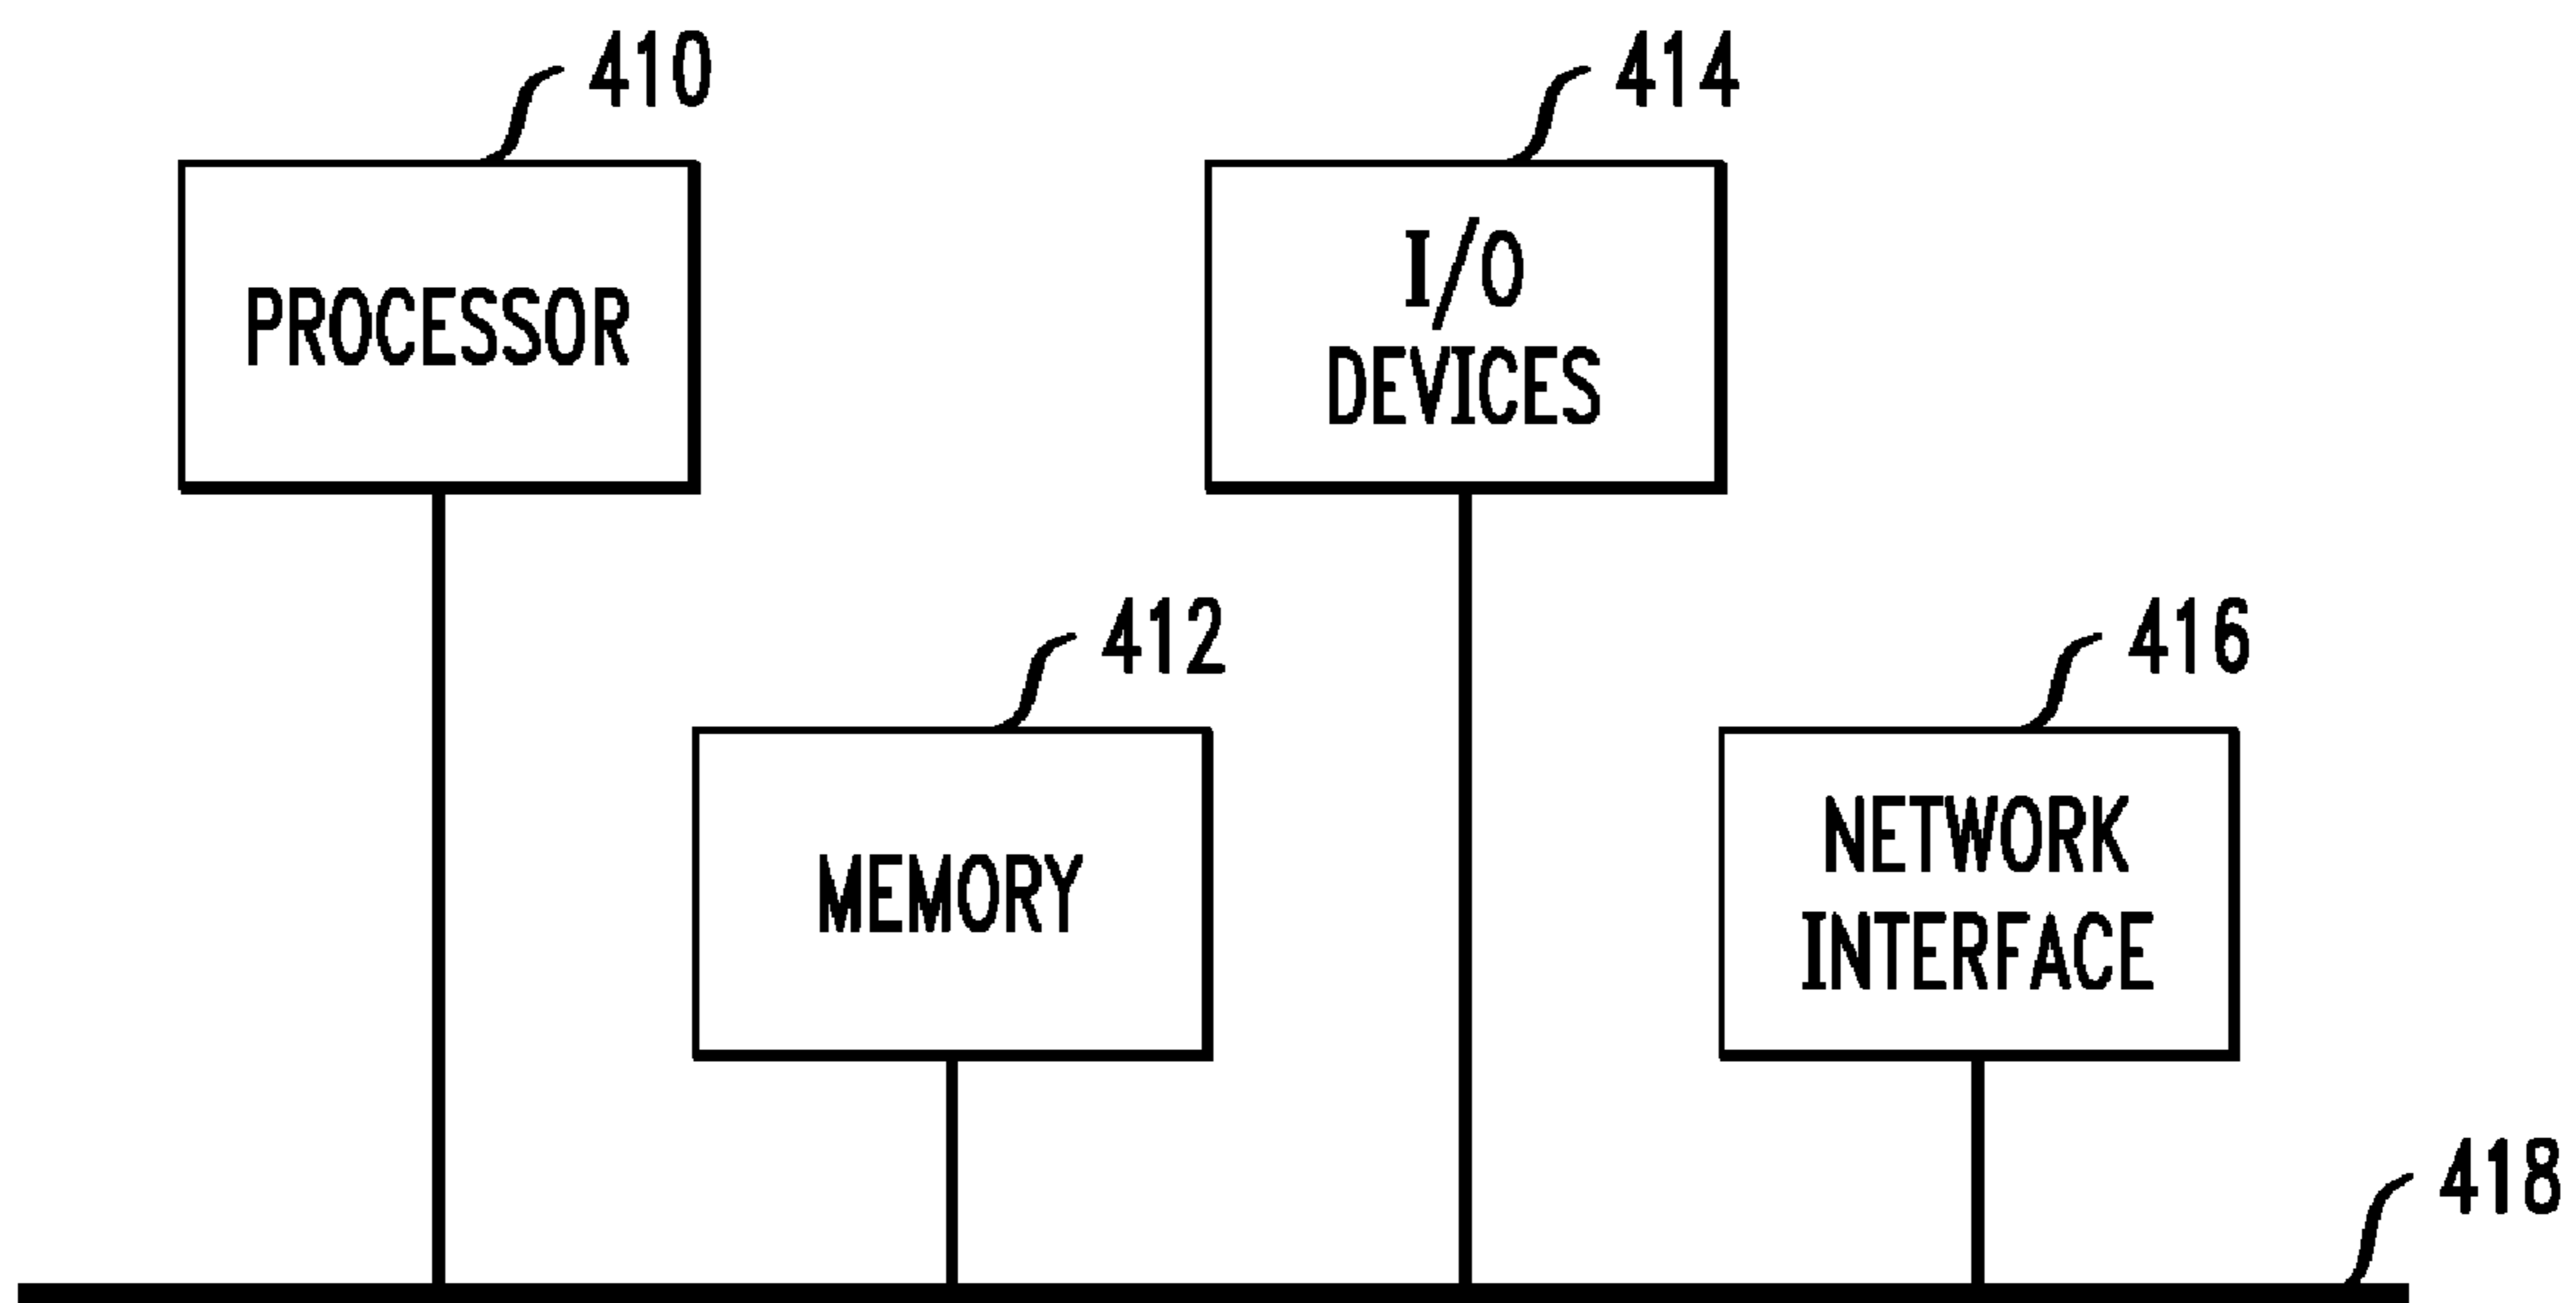 410
PROCESSOR
414
I/O
DEVICES
412
MEMORY
416
NETWORK
INTERFACE
418